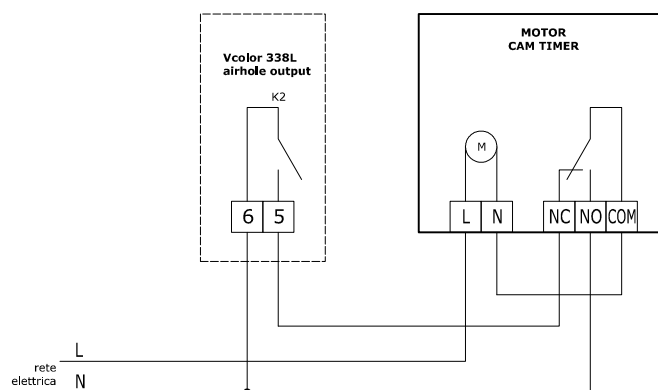 Vcolor 338L
airhole output
K2
6 5
MOTOR
CAM TIMER
M
L N NC NO COM
L
rete
elettrica N